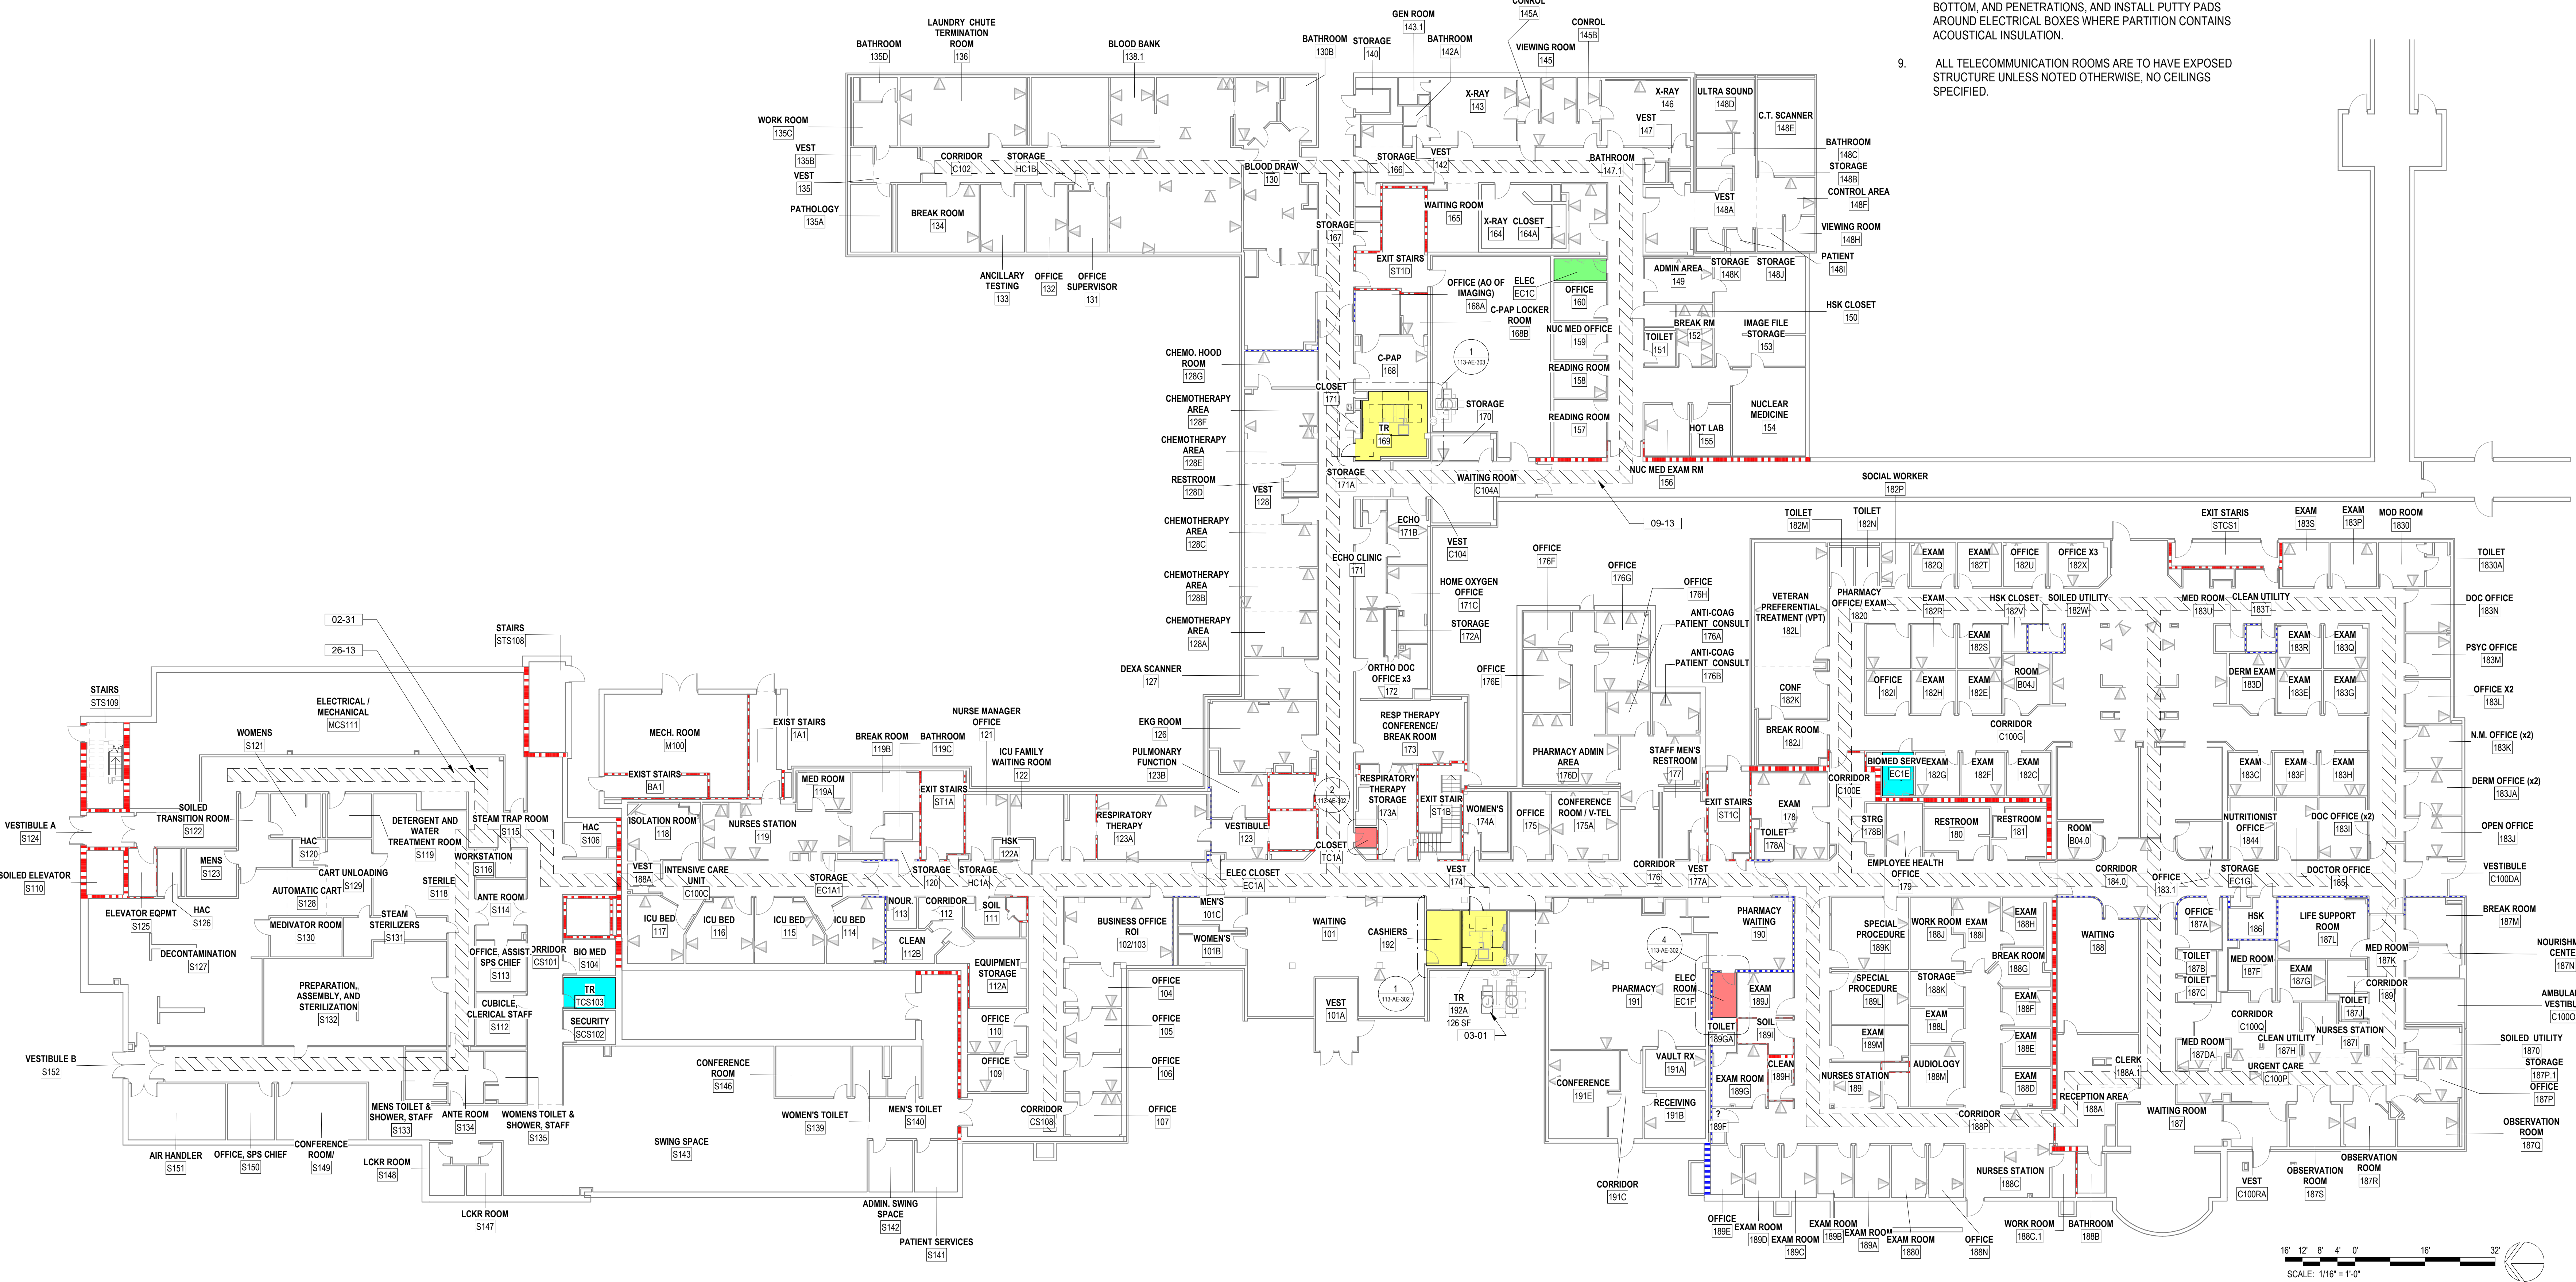 BOTTOM, AND PENETRATIONS, AND INSTALL PUTTY PADS
AROUND ELECTRICAL BOXES WHERE PARTITION CONTAINS
ACOUSTICAL INSULATION.
9. ALL TELECOMMUNICATION ROOMS ARE TO HAVE EXPOSED
STRUCTURE UNLESS NOTED OTHERWISE, NO CEILINGS
SPECIFIED.
CONROL
145A
GEN ROOM
143.1
CONROL
145B
LAUNDRY CHUTE
TERMINATION
ROOM
136
BATHROOM
135D
BLOOD BANK
138.1
BATHROOM
130B
STORAGE
140
BATHROOM
142A
VIEWING ROOM
145
X-RAY
143
X-RAY
146
ULTRA SOUND
148D
C.T. SCANNER
148E
WORK ROOM
135C
VEST
147
VEST
135B
CORRIDOR
C102
STORAGE
HC1B
BLOOD DRAW
130
STORAGE
166
VEST
142
BATHROOM
147.1
BATHROOM
148C
STORAGE
148B
VEST
135
CONTROL AREA
148F
VEST
148A
PATHOLOGY
135A
BREAK ROOM
134
WAITING ROOM
165
X-RAY
164
CLOSET
164A
STORAGE
167
VIEWING ROOM
148H
EXIT STAIRS
ST1D
PATIENT
148I
ANCILLARY
TESTING
133
OFFICE
132
OFFICE
SUPERVISOR
131
OFFICE (AO OF
IMAGING)
168A
ELEC
EC1C
OFFICE
160
ADMIN AREA
149
STORAGE
148K
STORAGE
148J
HSK CLOSET
150
C-PAP LOCKER
ROOM
168B
NUC MED OFFICE
159
TOILET
151
BREAK RM
152
IMAGE FILE
STORAGE
153
CHEMO. HOOD
ROOM
128G
C-PAP
168
1
113-AE-303
READING ROOM
158
CLOSET
171J
CHEMOTHERAPY
AREA
128F
STORAGE
170
READING ROOM
157
NUCLEAR
MEDICINE
154
TR
169
HOT LAB
155
CHEMOTHERAPY
AREA
128E
RESTROOM
128D
VEST
128
STORAGE
171A
WAITING ROOM
C104A
NUC MED EXAM RM
156
SOCIAL WORKER
182P
CHEMOTHERAPY
AREA
128C
ECHO
171B
VEST
C104
09-13
TOILET
182M
TOILET
182N
EXIT STARIS
STCS1
EXAM
183S
EXAM
183P
MOD ROOM
1830
ECHO CLINIC
171
OFFICE
176F
OFFICE
176G
EXAM
182Q
EXAM
182T
OFFICE
182U
OFFICE X3
182X
TOILET
1830A
CHEMOTHERAPY
AREA
128B
HOME OXYGEN
OFFICE
171C
OFFICE
176H
VETERAN
PREFERENTIAL
TREATMENT (VPT)
182L
PHARMACY
OFFICE/ EXAM
1820
EXAM
182R
HSK CLOSET
182V
SOILED UTILITY
182W
MED ROOM
183U
CLEAN UTILITY
183T
DOC OFFICE
183N
CHEMOTHERAPY
AREA
128A
STORAGE
172A
ANTI-COAG
PATIENT CONSULT
176A
ANTI-COAG
PATIENT CONSULT
176B
EXAM
182S
EXAM
183R
EXAM
183Q
PSYC OFFICE
183M
02-31
26-13
STAIRS
STS108
DEXA SCANNER
127
ORTHO DOC
OFFICE x3
172
OFFICE
176E
CONF
182K
OFFICE
182I
EXAM
182H
EXAM
182E
ROOM
B04J
DERM EXAM
183D
EXAM
183E
EXAM
183G
OFFICE X2
183L
STAIRS
STS109
ELECTRICAL /
MECHANICAL
MCS111
NURSE MANAGER
OFFICE
121
EKG ROOM
126
RESP THERAPY
CONFERENCE/
BREAK ROOM
173
BREAK ROOM
182J
CORRIDOR
C100G
N.M. OFFICE (x2)
183K
WOMENS
S121
MECH. ROOM
M100
EXIST STAIRS
1A1
BREAK ROOM
119B
BATHROOM
119C
ICU FAMILY
WAITING ROOM
122
PULMONARY
FUNCTION
123B
PHARMACY ADMIN
AREA
176D
STAFF MEN'S
RESTROOM
177
EXIST STAIRS
BA1
MED ROOM
119A
EXIT STAIRS
ST1A
2
113-AE-302
RESPIRATORY
THERAPY
STORAGE
173A
EXIT STAIR
ST1B
CORRIDOR
C100E
BIOMED SERVE
EC1E
EXAM
182G
EXAM
182F
EXAM
182C
EXAM
183C
EXAM
183F
EXAM
183H
DERM OFFICE (x2)
183JA
SOILED
TRANSITION ROOM
S122
VESTIBULE A
S124
DETERGENT AND
WATER
TREATMENT ROOM
S119
STEAM TRAP ROOM
S115
HAC
S106
ISOLATION ROOM
118
NURSES STATION
119
RESPIRATORY
THERAPY
123A
VESTIBULE
123
WOMEN'S
174A
OFFICE
175
CONFERENCE
ROOM / V-TEL
175A
EXIT STAIRS
ST1C
EXAM
178
TOILET
178A
STRG
178B
RESTROOM
180
RESTROOM
181
ROOM
B04.0
NUTRITIONIST
OFFICE
1844
DOC OFFICE (x2)
183I
OPEN OFFICE
183J
HAC
S120
HSK
122A
CLOSET
TC1A
MENS
S123
SOILED ELEVATOR
S110
WORKSTATION
S116
CART UNLOADING
S129
STERILE
S118
AUTOMATIC CART
S128
VEST
188A
INTENSIVE CARE
UNIT
C100C
STORAGE
EC1A1
STORAGE
120
STORAGE
HC1A
ELEC CLOSET
EC1A
VEST
174
CORRIDOR
176
VEST
177A
EMPLOYEE HEALTH
OFFICE
179
CORRIDOR
184.0
OFFICE
183.1
STORAGE
EC1G
DOCTOR OFFICE
185
VESTIBULE
C100DA
ELEVATOR EQPMT
S125
HAC
S126
MEDIVATOR ROOM
S130
STEAM
STERILIZERS
S131
ANTE ROOM
S114
ICU BED
117
ICU BED
116
ICU BED
115
ICU BED
114
NOUR.
113
CORRIDOR
112
SOIL
111
BUSINESS OFFICE
ROI
102/103
MEN'S
101C
WOMEN'S
101B
WAITING
101
CASHIERS
192
PHARMACY
WAITING
190
SPECIAL
PROCEDURE
189K
WORK ROOM
188J
EXAM
188I
EXAM
188H
WAITING
188
OFFICE
187A
HSK
186
LIFE SUPPORT
ROOM
187L
BREAK ROOM
187M
DECONTAMINATION
S127
OFFICE, ASSIST.
SPS CHIEF
S113
CORRIDOR
CS101
BIO MED
S104
CLEAN
112B
4
113-AE-302
BREAK ROOM
188G
TOILET
187B
MED ROOM
187F
MED ROOM
187K
PREPARATION,
ASSEMBLY, AND
STERILIZATION
S132
TR
TCS103
EQUIPMENT
STORAGE
112A
OFFICE
104
VEST
101A
1
113-AE-302
TR
192A
126 SF
03-01
PHARMACY
191
ELEC
ROOM
EC1F
EXAM
189J
SPECIAL
PROCEDURE
189L
STORAGE
188K
TOILET
187C
EXAM
187G
TOILET
187J
CORRIDOR
189
CUBICLE,
CLERICAL STAFF
S112
SECURITY
SCS102
OFFICE
110
OFFICE
105
TOILET
189GA
SOIL
189I
EXAM
188L
EXAM
188F
CORRIDOR
C100Q
NURSES STATION
187I
VESTIBULE B
S152
CONFERENCE
ROOM
S146
OFFICE
109
OFFICE
106
CONFERENCE
191E
VAULT RX
191A
EXAM ROOM
189G
CLEAN
189H
EXAM
189M
NURSES STATION
189
AUDIOLOGY
188M
EXAM
188E
EXAM
188D
CLERK
188A.1
MED ROOM
187DA
CLEAN UTILITY
187H
URGENT CARE
C100P
SOILED UTILITY
1870
STORAGE
187P.1
OFFICE
187P
MENS TOILET &
SHOWER, STAFF
S133
ANTE ROOM
S134
WOMENS TOILET &
SHOWER, STAFF
S135
WOMEN'S TOILET
S139
MEN'S TOILET
S140
CORRIDOR
CS108
OFFICE
107
RECEIVING
191B
?
189F
CORRIDOR
188P
RECEPTION AREA
188A
WAITING ROOM
187
OBSERVATION
ROOM
187Q
AIR HANDLER
S151
OFFICE, SPS CHIEF
S150
CONFERENCE
ROOM/
S149
LCKR ROOM
S148
LCKR ROOM
S147
SWING SPACE
S143
ADMIN. SWING
SPACE
S142
PATIENT SERVICES
S141
CORRIDOR
191C
OFFICE
189E
EXAM ROOM
189D
EXAM ROOM
189C
EXAM ROOM
189B
EXAM ROOM
189A
EXAM ROOM
1880
OFFICE
188N
NURSES STATION
188C
WORK ROOM
188C.1
BATHROOM
188B
VEST
C100RA
OBSERVATION
ROOM
187S
OBSERVATION
ROOM
187R
16' 12' 8' 4' 0' 16' 32'
SCALE: 1/16" = 1'-0"